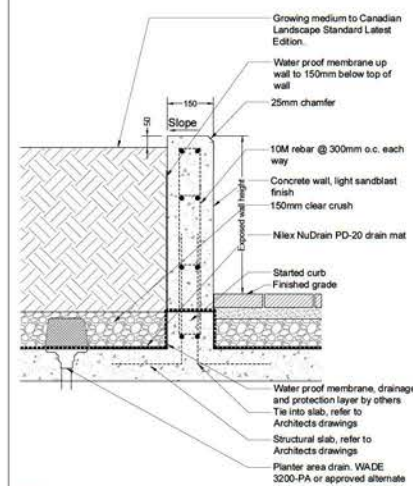 Growing medium to Canadian
Landscape Standard Latest
Edition.
Water proof membrane up
wall to 150mm below top of
wall
150
25mm chamfer
Slope
50
10M rebar @ 300mm o.c. each
way
Concrete wall, light sandblast
finish
150mm clear crush
Exposed wall height
Nilex NuDrain PD-20 drain mat
Started curb
Finished grade
Water proof membrane, drainage
and protection layer by others
Tie into slab, refer to
Architects drawings
Structural slab, refer to
Architects drawings
Planter area drain. WADE
3200-PA or approved alternate